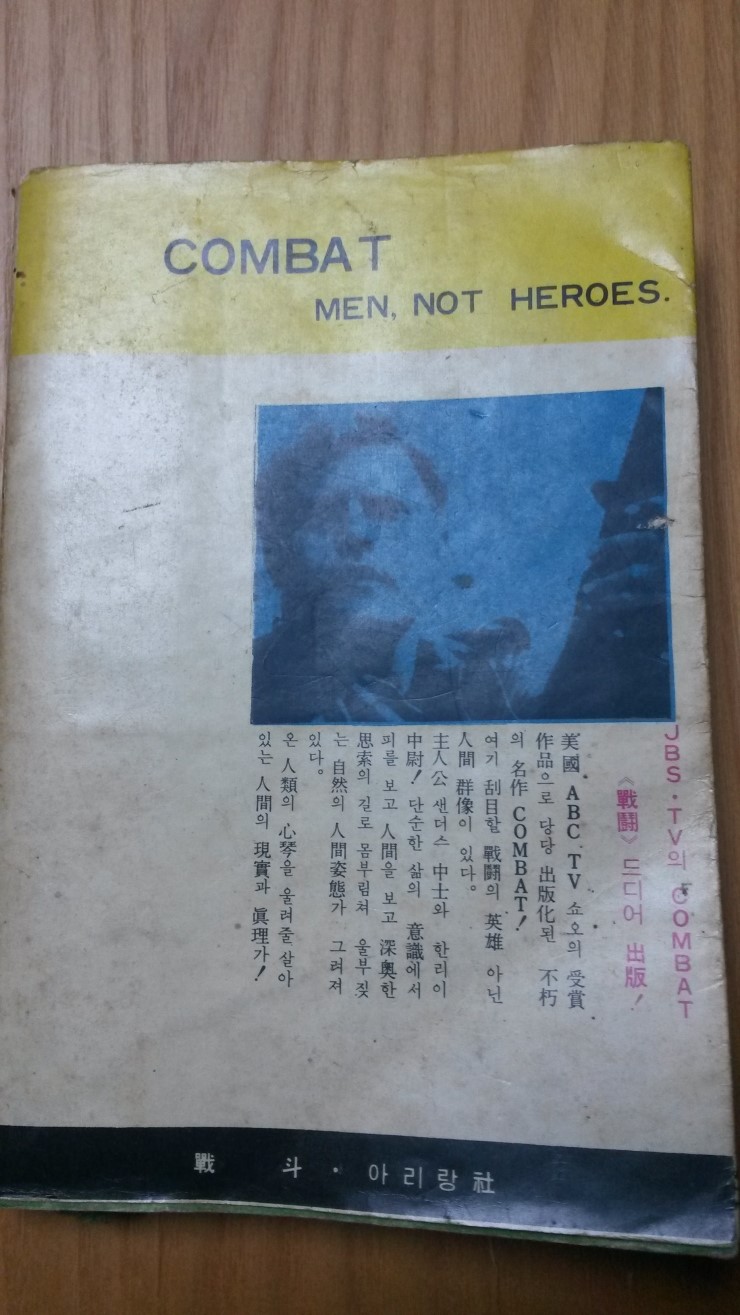 COMBAT
MEN, NOT HEROES.
JBS·TV의 COMBAT
《戰鬪》드디어 出版!
美國 ABC TV 쇼오의 受賞
作品으로 당당 出版化된 不朽
의 名作 COMBAT!
여기 刮目할 戰鬪의 英雄 아닌
人間 群像이 있다。
主人公 샌더스 中士와 한리이
中尉! 단순한 삶의 意識에서
피를 보고 人間을 보고 深奧한
思索의 길로 몸부림쳐 울부짖
는 自然의 人間姿態가 그려져
있다。
온 人類의 心琴을 울려줄 살아
있는 人間의 現實과 眞理가!
戰 斗 · 아리랑社